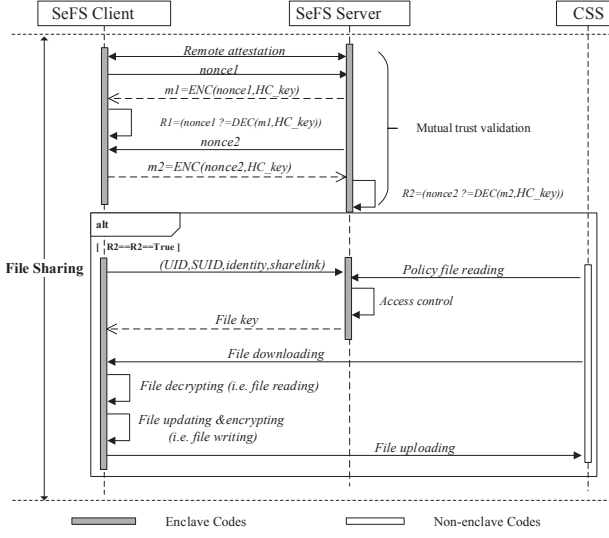 SeFS Client
SeFS Server
CSS
Remote attestation
nonce1
m1=ENC(nonce1,HC_key)
R1=(nonce1 ?=DEC(m1,HC_key))
nonce2
Mutual trust validation
m2=ENC(nonce2,HC_key)
R2=(nonce2 ?=DEC(m2,HC_key))
alt
[ R2==R2==True ]
File Sharing
(UID,SUID,identity,sharelink)
Policy file reading
Access control
File key
File downloading
File decrypting (i.e. file reading)
File updating &encrypting
(i.e. file writing)
File uploading
Enclave Codes
Non-enclave Codes